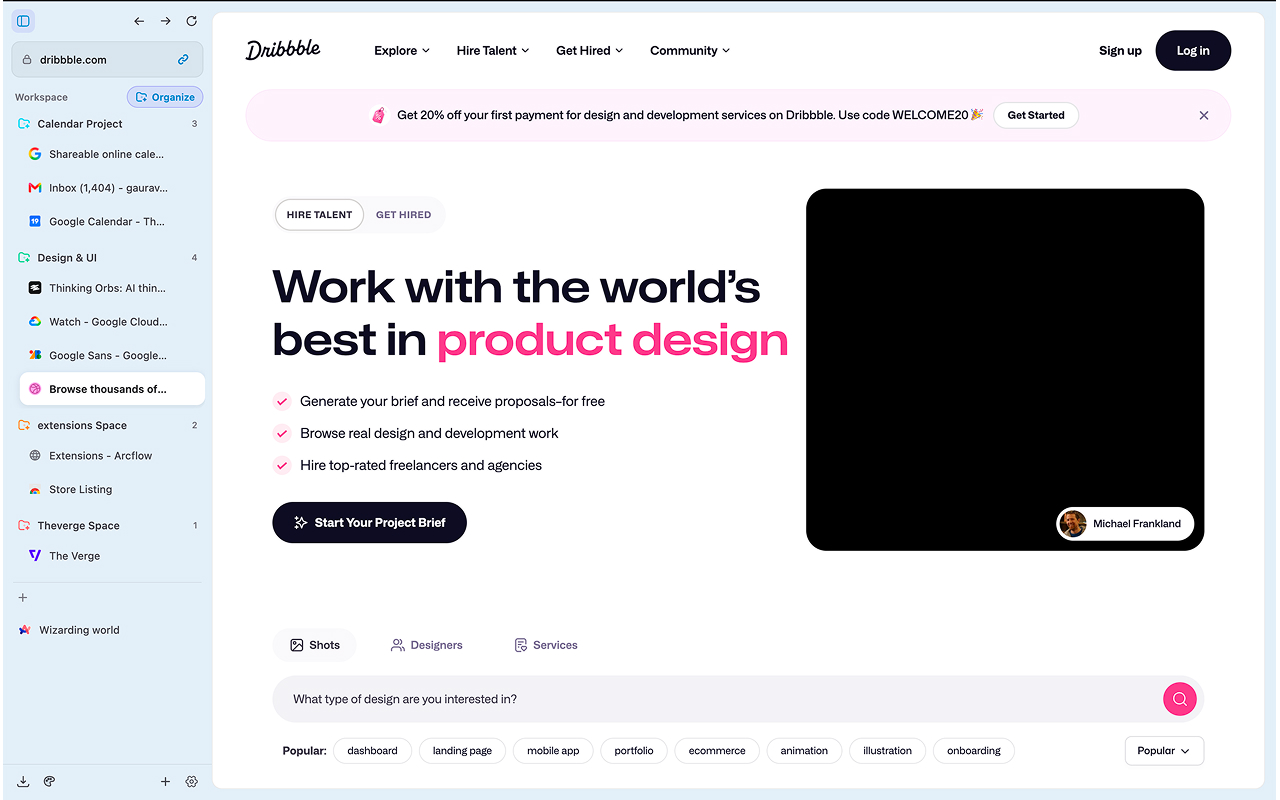 dribbble.com
Workspace
Organize
Calendar Project 3
Shareable online cale...
Inbox (1,404) - gaurav...
19 Google Calendar - Th...
Design & UI 4
Thinking Orbs: AI thin...
Watch - Google Cloud...
Google Sans - Google...
Browse thousands of...
extensions Space 2
Extensions - Arcflow
Store Listing
Theverge Space 1
The Verge
Wizarding world
Dribbble
Explore Hire Talent Get Hired Community
Sign up Log in
Get 20% off your first payment for design and development services on Dribbble. Use code WELCOME20 🎉 Get Started
HIRE TALENT GET HIRED
Work with the world’s
best in product design
Generate your brief and receive proposals–for free
Browse real design and development work
Hire top-rated freelancers and agencies
Start Your Project Brief
Michael Frankland
Shots Designers Services
What type of design are you interested in?
Popular: dashboard landing page mobile app portfolio ecommerce animation illustration onboarding Popular